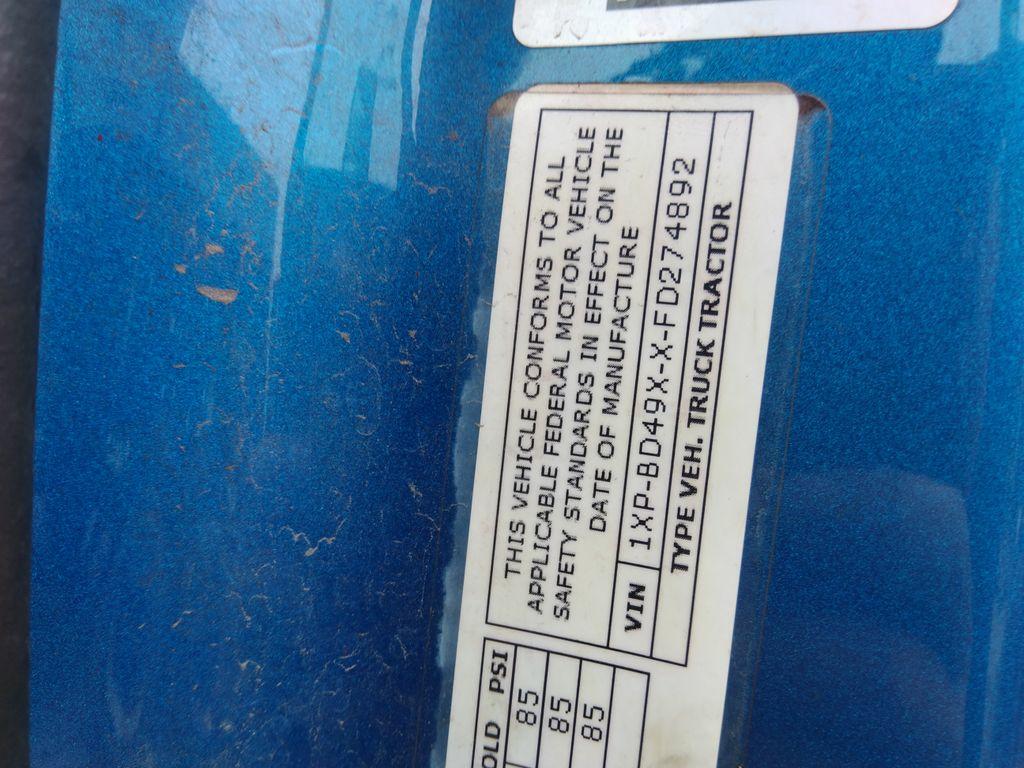 THIS VEHICLE CONFORMS TO ALL
APPLICABLE FEDERAL MOTOR VEHICLE
SAFETY STANDARDS IN EFFECT ON THE
DATE OF MANUFACTURE
VIN 1XP-BD49X-X-FD274892
TYPE VEH. TRUCK TRACTOR
OLD PSI
85
85
85